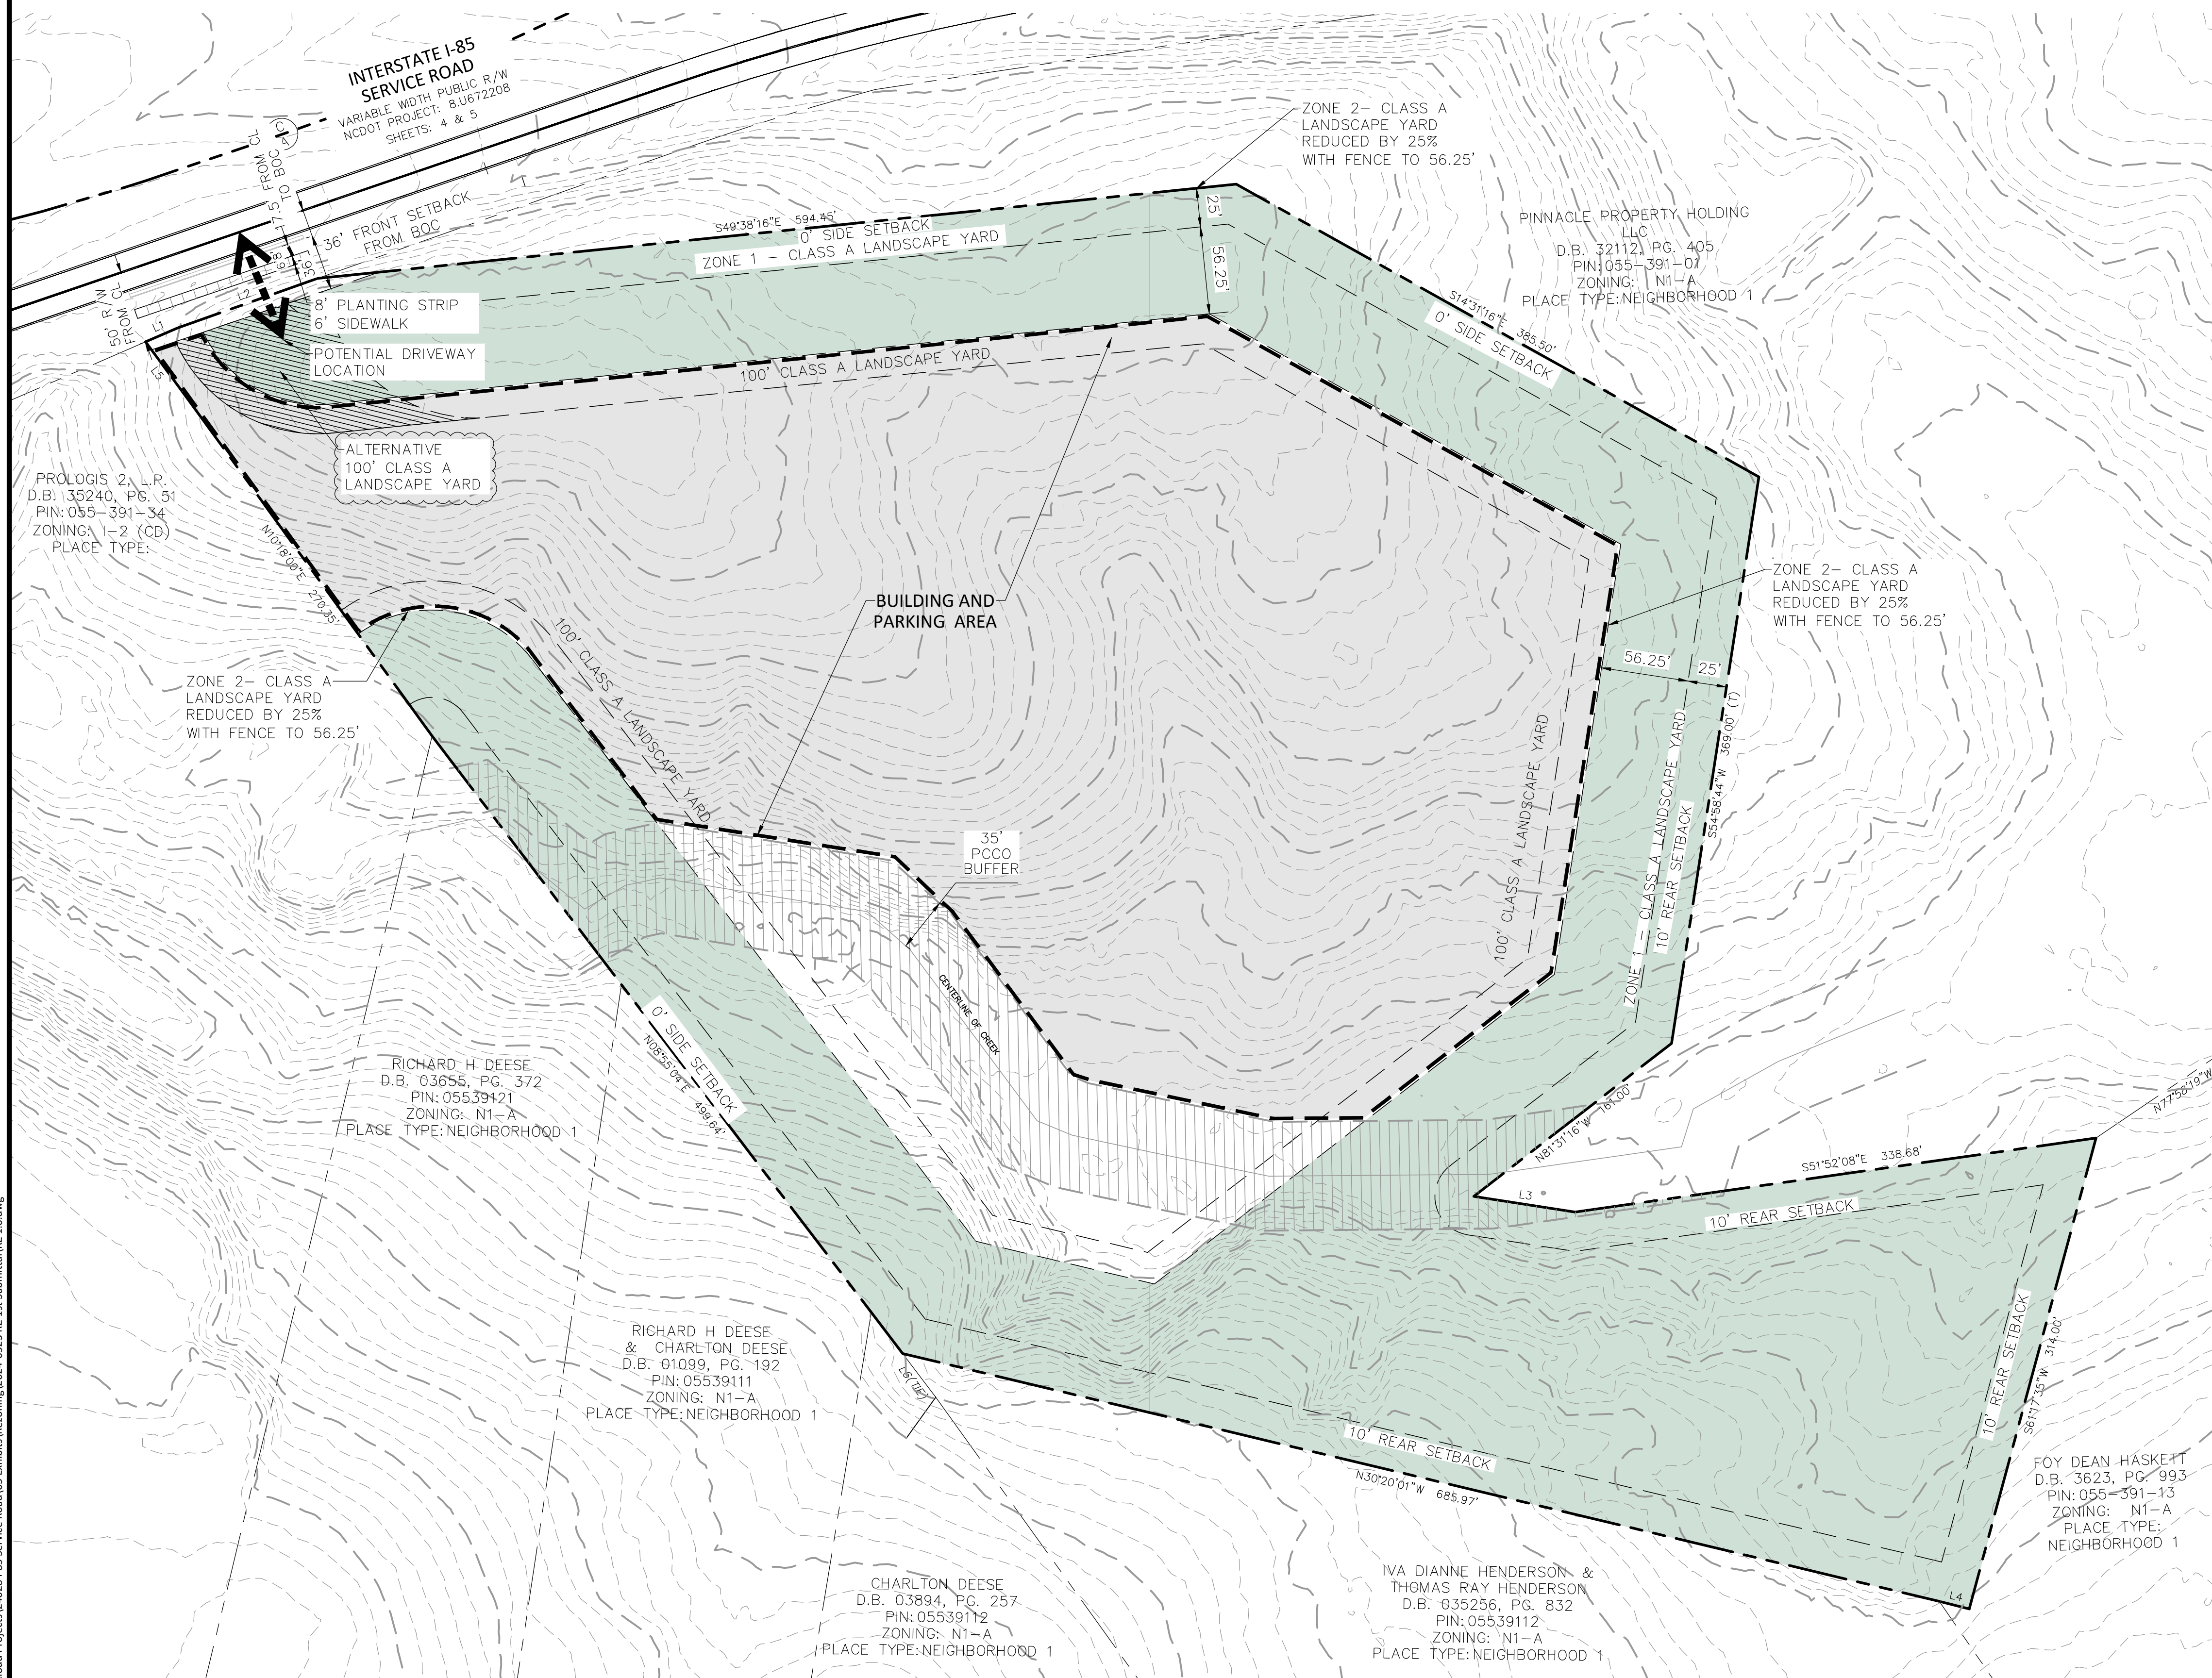 INTERSTATE I-85
SERVICE ROAD
VARIABLE WIDTH PUBLIC R/W
NCDOT PROJECT: 8.U672208
SHEETS: 4 & 5
17.5' FROM CL
TO BOC
C
4
68'
36'
36' FRONT SETBACK
FROM BOC
50' R/W
FROM CL
L1
L2
L5
8' PLANTING STRIP
6' SIDEWALK
POTENTIAL DRIVEWAY
LOCATION
ALTERNATIVE
100' CLASS A
LANDSCAPE YARD
S49°38'16"E 594.45'
0' SIDE SETBACK
ZONE 1 - CLASS A LANDSCAPE YARD
100' CLASS A LANDSCAPE YARD
ZONE 2- CLASS A
LANDSCAPE YARD
REDUCED BY 25%
WITH FENCE TO 56.25'
25'
56.25'
PINNACLE PROPERTY HOLDING
LLC
D.B. 32112, PG. 405
PIN:055-391-01
ZONING: N1-A
PLACE TYPE:NEIGHBORHOOD 1
S14°31'16"E 385.50'
0' SIDE SETBACK
PROLOGIS 2, L.P.
D.B. 35240, PG. 51
PIN:055-391-34
ZONING: I-2 (CD)
PLACE TYPE:
N10°18'00"E 270.35'
BUILDING AND
PARKING AREA
ZONE 2- CLASS A
LANDSCAPE YARD
REDUCED BY 25%
WITH FENCE TO 56.25'
56.25'
25'
S54°58'44"W 369.00' (T)
ZONE 1 - CLASS A LANDSCAPE YARD
10' REAR SETBACK
100' CLASS A LANDSCAPE YARD
ZONE 2- CLASS A
LANDSCAPE YARD
REDUCED BY 25%
WITH FENCE TO 56.25'
100' CLASS A LANDSCAPE YARD
35'
PCCO
BUFFER
CENTERLINE OF CREEK
0' SIDE SETBACK
N08°55'04"E 499.64'
RICHARD H DEESE
D.B. 03655, PG. 372
PIN:05539121
ZONING: N1-A
PLACE TYPE:NEIGHBORHOOD 1
N81°31'16"W 161.00'
L3
S51°52'08"E 338.68'
10' REAR SETBACK
N77°58'19"W
RICHARD H DEESE
& CHARLTON DEESE
D.B. 01099, PG. 192
PIN:05539111
ZONING: N1-A
PLACE TYPE:NEIGHBORHOOD 1
L6(TIE)
10' REAR SETBACK
N30°20'01"W 685.97'
10' REAR SETBACK
S61°17'35"W 314.00'
L4
FOY DEAN HASKETT
D.B. 3623, PG. 993
PIN:055-391-13
ZONING: N1-A
PLACE TYPE:
NEIGHBORHOOD 1
CHARLTON DEESE
D.B. 03894, PG. 257
PIN:05539112
ZONING: N1-A
PLACE TYPE:NEIGHBORHOOD 1
IVA DIANNE HENDERSON &
THOMAS RAY HENDERSON
D.B. 035256, PG. 832
PIN:05539112
ZONING: N1-A
PLACE TYPE:NEIGHBORHOOD 1